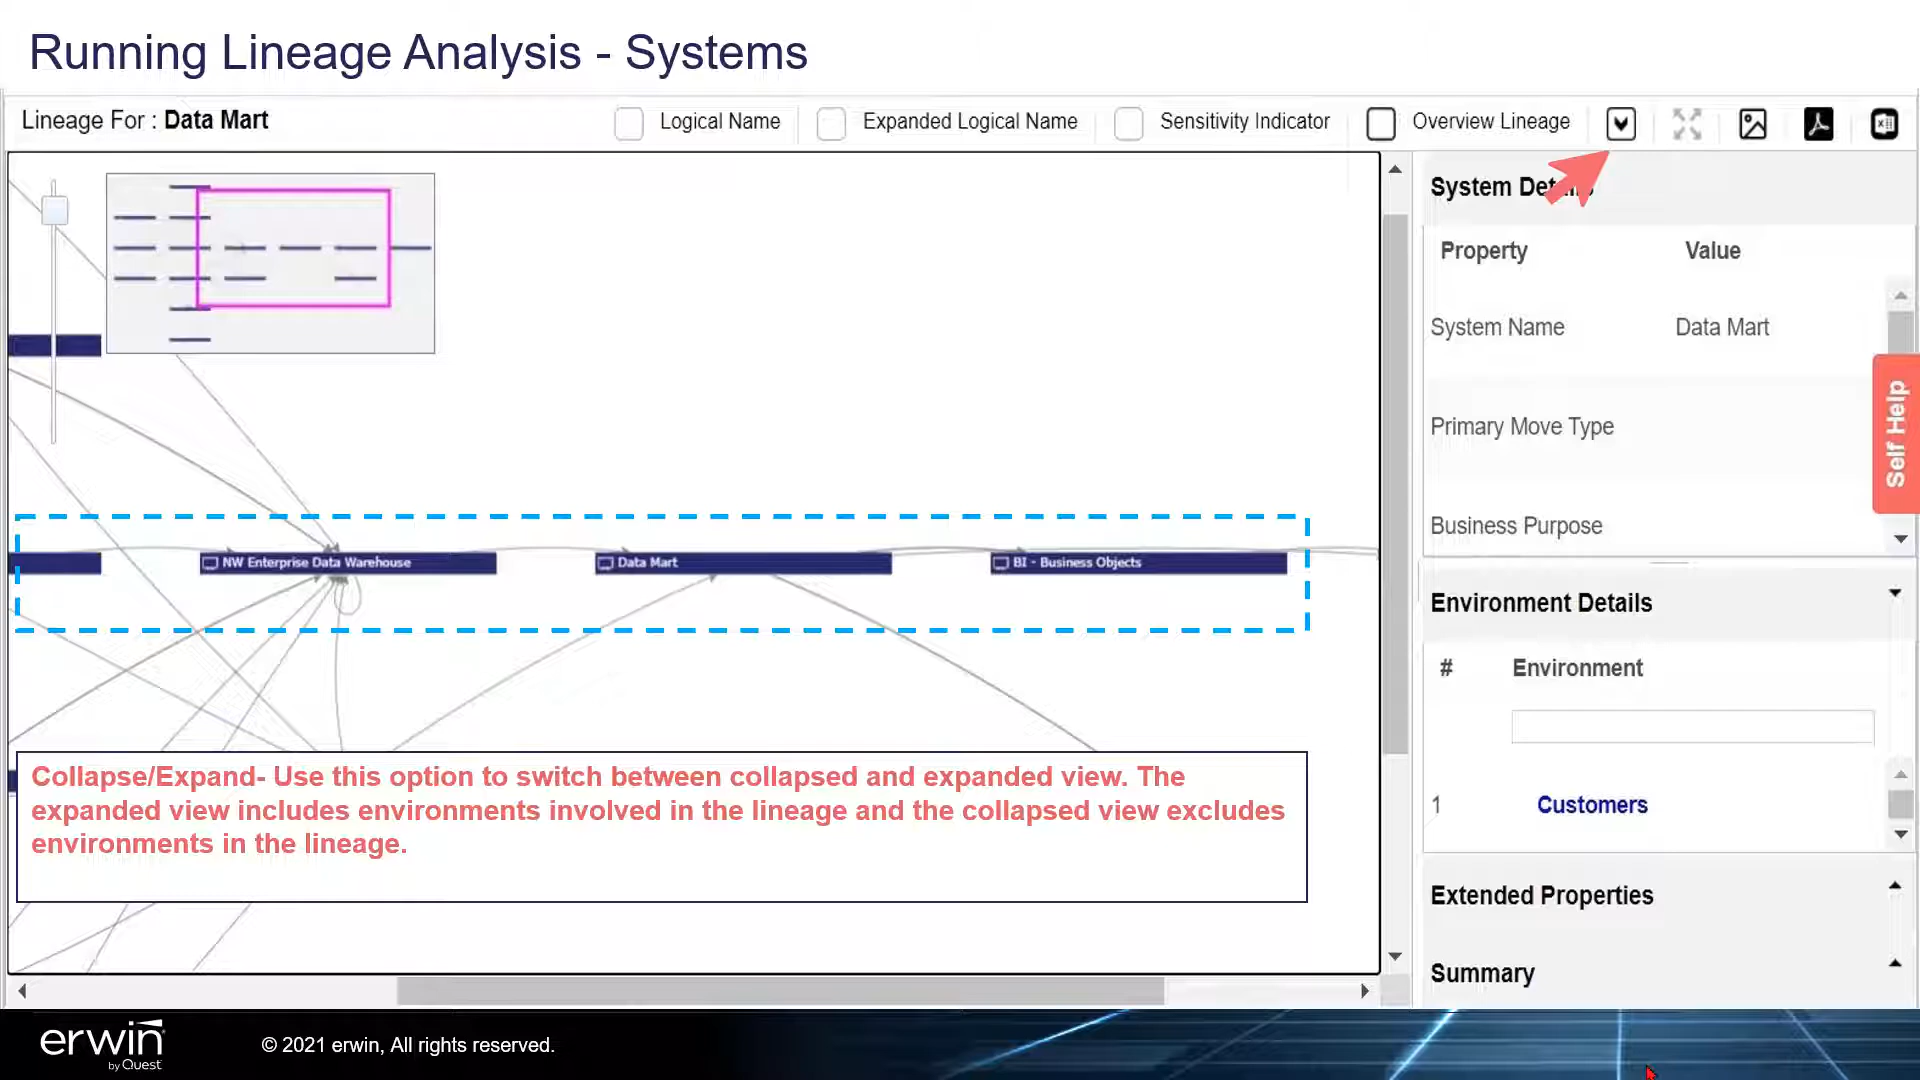 Running Lineage Analysis - Systems
Lineage For : Data Mart
Logical Name
Expanded Logical Name
Sensitivity Indicator
Overview Lineage
System
Property Value
System Name Data Mart
Primary Move Type
Business Purpose
Self Help
NW Enterprise Data Warehouse
Data Mart
BI - Business Objects
Environment Details
# Environment
1 Customers
Collapse/Expand- Use this option to switch between collapsed and expanded view. The
expanded view includes environments involved in the lineage and the collapsed view excludes
environments in the lineage.
Extended Properties
Summary
erwin
by Quest
© 2021 erwin, All rights reserved.